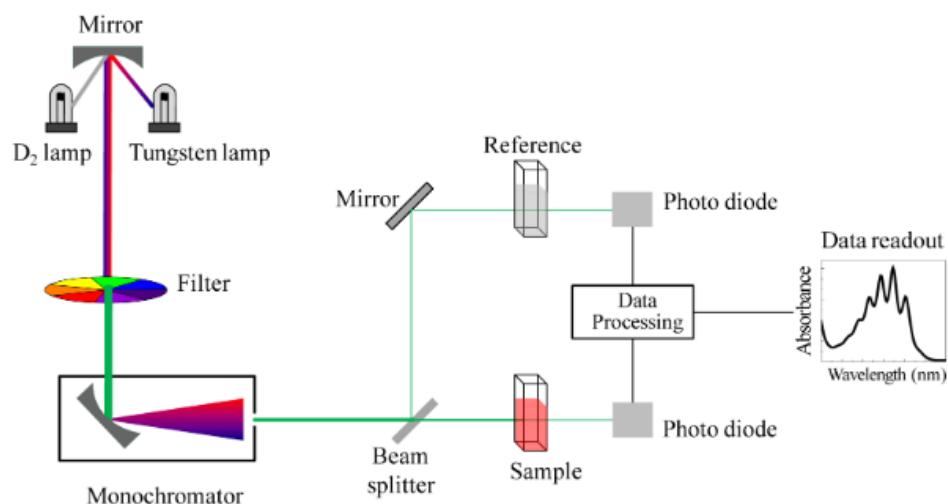 Mirror
D₂ lamp
Tungsten lamp
Filter
Monochromator
Mirror
Beam
splitter
Reference
Sample
Photo diode
Data
Processing
Photo diode
Data readout
Absorbance
Wavelength (nm)